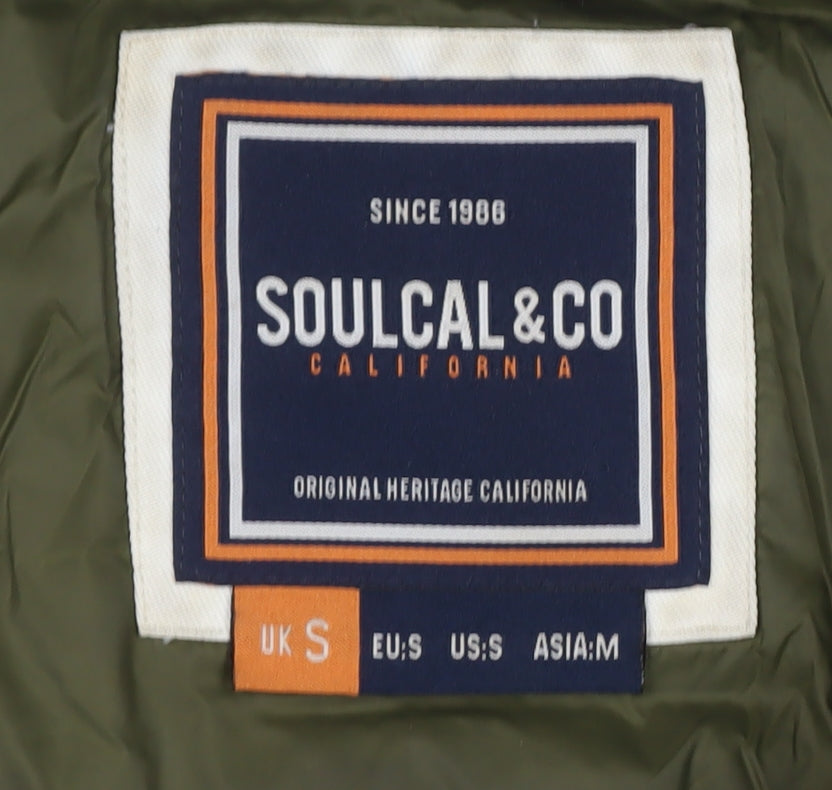 SINCE 1986
SOULCAL & CO
CALIFORNIA
ORIGINAL HERITAGE CALIFORNIA
UK S EU:S US:S ASIA:M